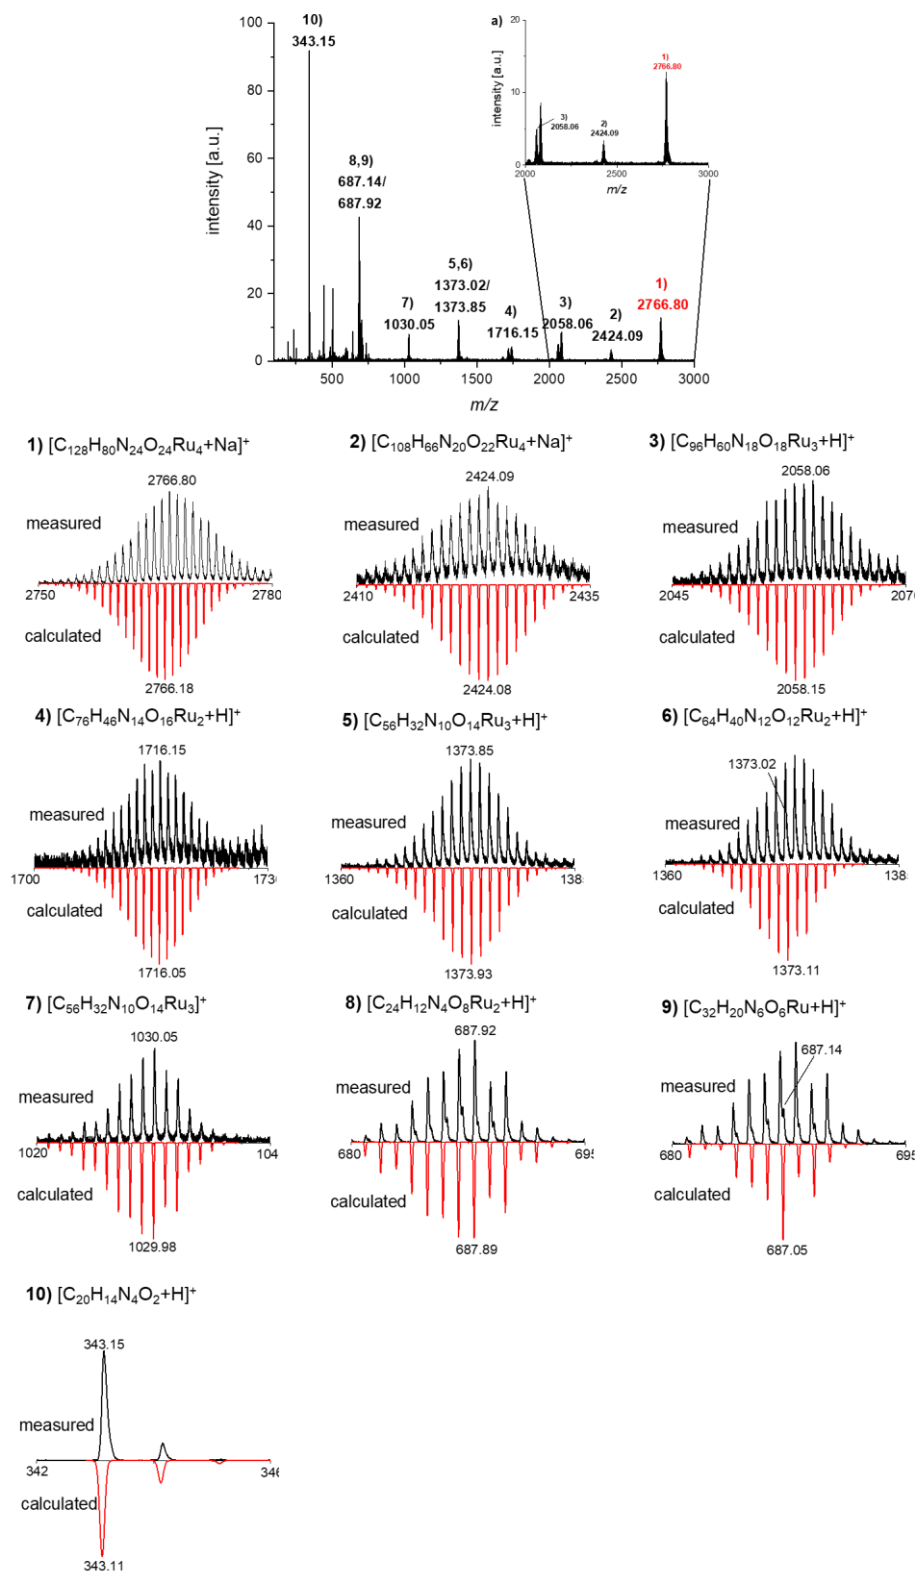 100
80
60
40
20
0
intensity [a.u.]
10)
343.15
8,9)
687.14/
687.92
7)
1030.05
5,6)
1373.02/
1373.85
4)
1716.15
3)
2058.06
2)
2424.09
1)
2766.80
500 1000 1500 2000 2500 3000
m/z
a)
20
10
0
intensity [a.u.]
3)
2058.06
2)
2424.09
1)
2766.80
2000 2500 3000
m/z
1) [C₁₂₈H₈₀N₂₄O₂₄Ru₄+Na]⁺
2766.80
measured
2750 2780
calculated
2766.18
2) [C₁₀₈H₆₆N₂₀O₂₂Ru₄+Na]⁺
2424.09
measured
2410 2435
calculated
2424.08
3) [C₉₆H₆₀N₁₈O₁₈Ru₃+H]⁺
2058.06
measured
2045 2070
calculated
2058.15
4) [C₇₆H₄₆N₁₄O₁₆Ru₂+H]⁺
1716.15
measured
1700 1730
calculated
1716.05
5) [C₅₆H₃₂N₁₀O₁₄Ru₃+H]⁺
1373.85
measured
1360 138
calculated
1373.93
6) [C₆₄H₄₀N₁₂O₁₂Ru₂+H]⁺
1373.02
measured
1360 138
calculated
1373.11
7) [C₅₆H₃₂N₁₀O₁₄Ru₃]⁺
1030.05
measured
1020 104
calculated
1029.98
8) [C₂₄H₁₂N₄O₈Ru₂+H]⁺
687.92
measured
680 695
calculated
687.89
9) [C₃₂H₂₀N₆O₆Ru+H]⁺
687.14
measured
680 695
calculated
687.05
10) [C₂₀H₁₄N₄O₂+H]⁺
343.15
measured
342 346
calculated
343.11